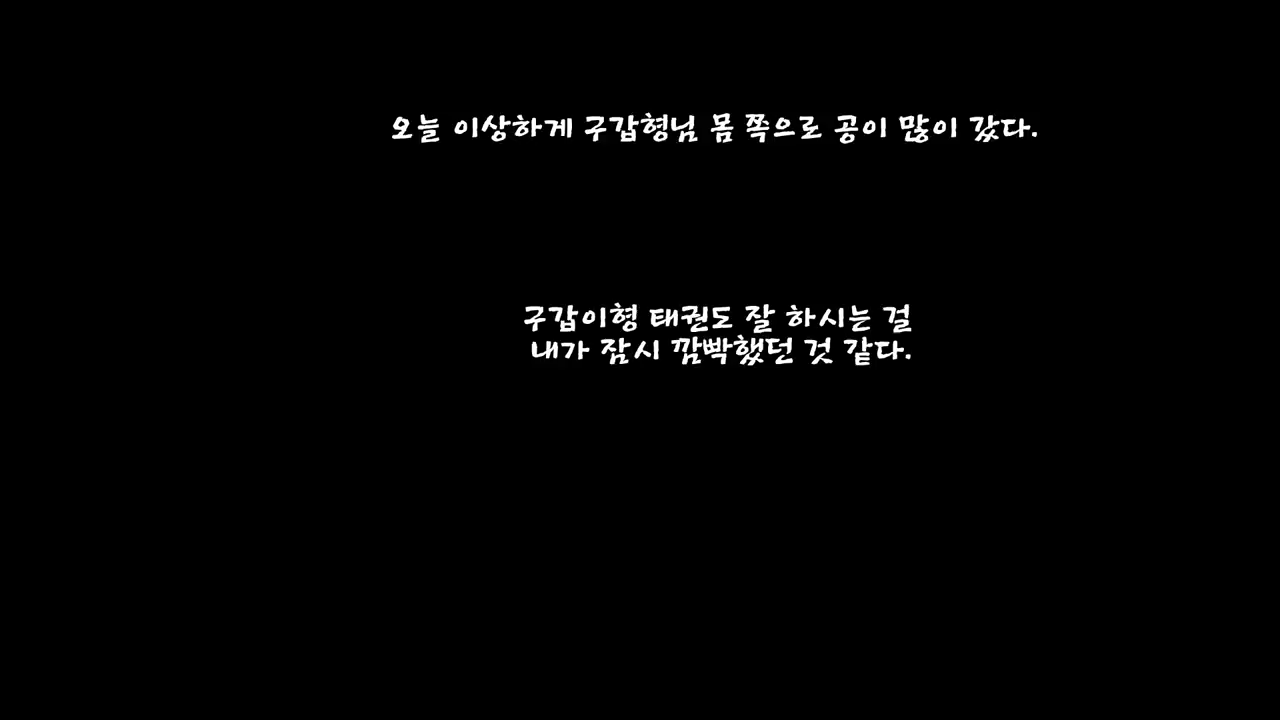 오늘 이상하게 구갑형님 몸 쪽으로 공이 많이 갔다.
구갑이형 태권도 잘 하시는 걸
내가 잠시 깜빡했던 것 같다.